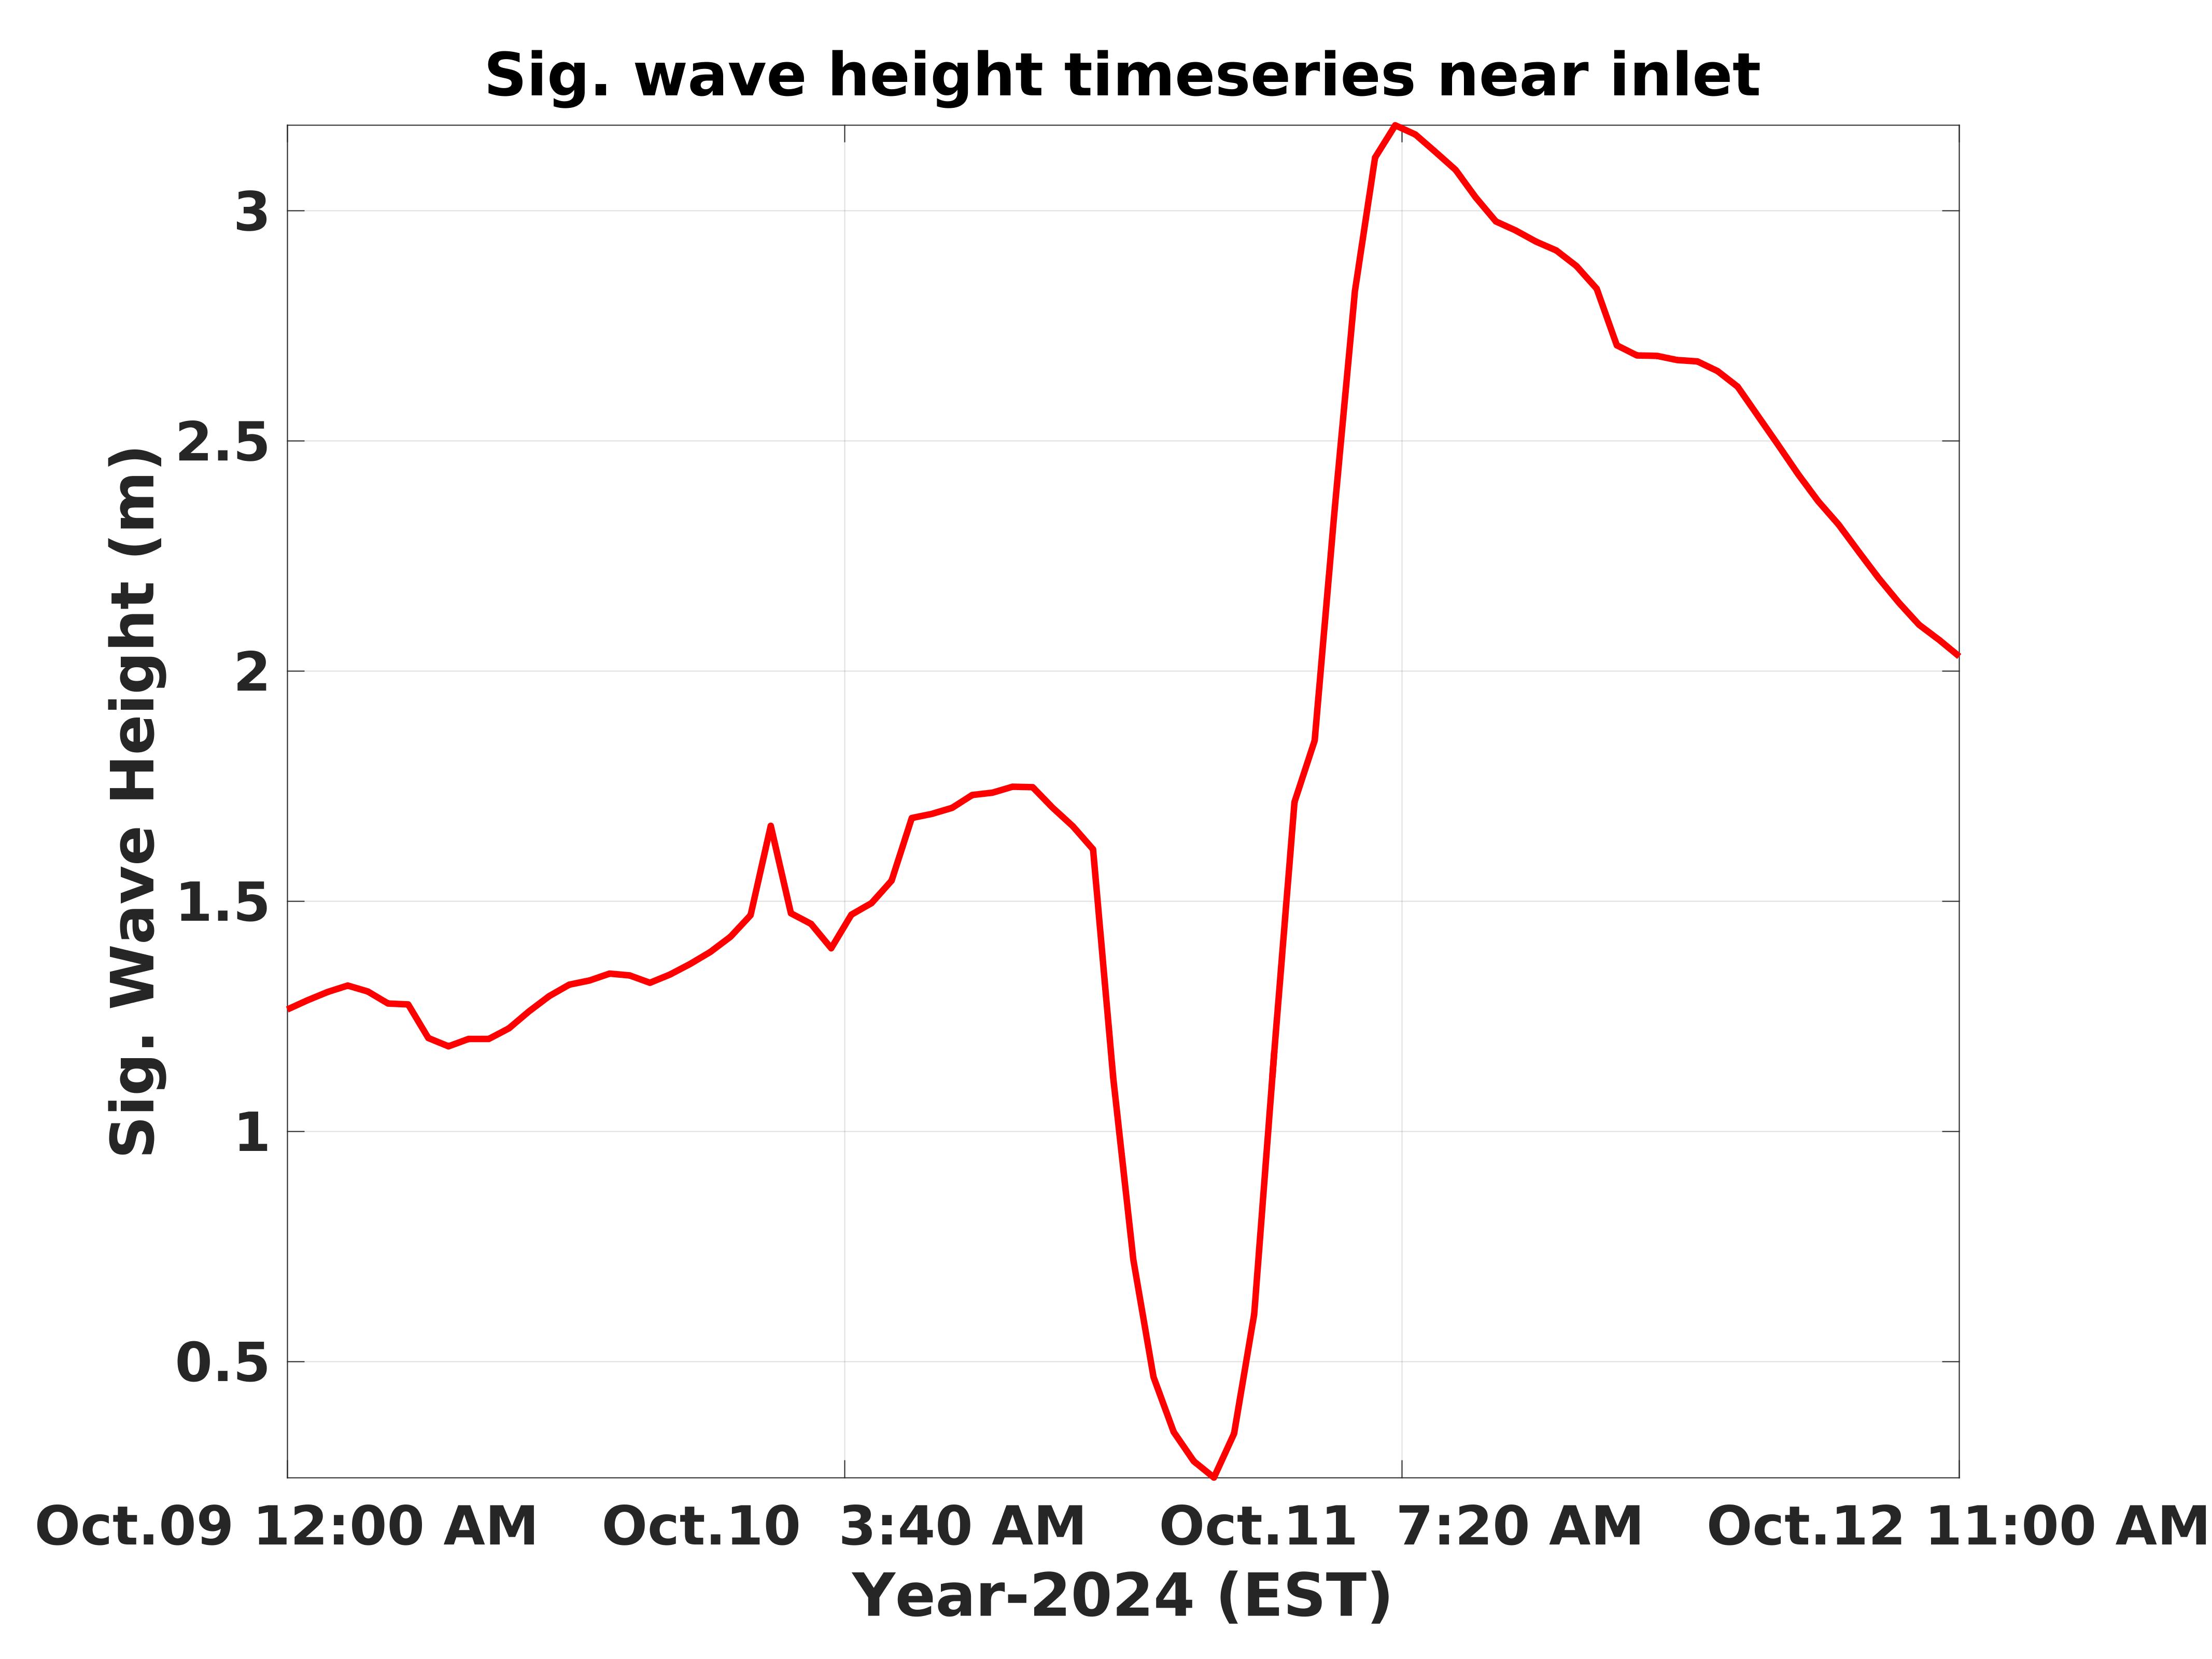 Sig. wave height timeseries near inlet
Sig. Wave Height (m)
3
2.5
2
1.5
1
0.5
Oct.09 12:00 AM Oct.10 3:40 AM Oct.11 7:20 AM Oct.12 11:00 AM
Year-2024 (EST)